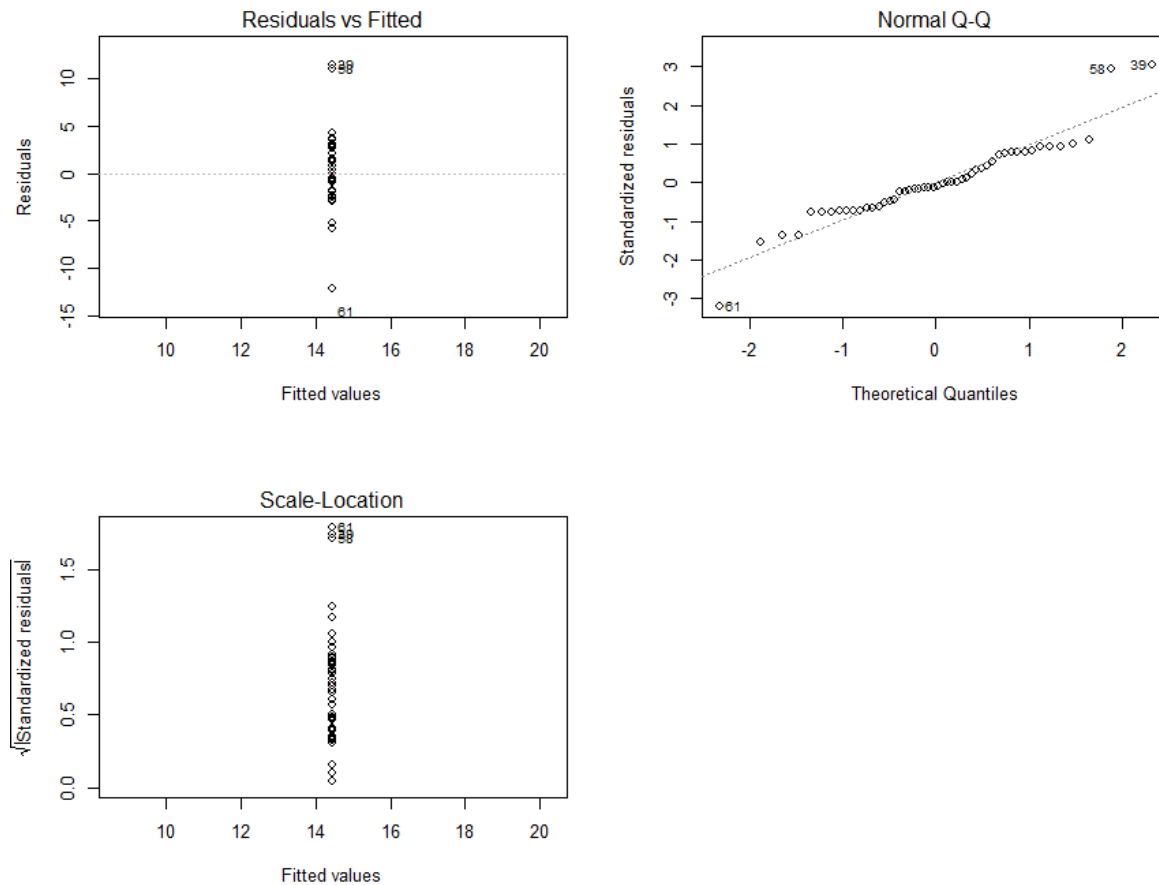 Residuals vs Fitted
Residuals
10
5
0
-5
-10
-15
58
61
10 12 14 16 18 20
Fitted values
Normal Q-Q
Standardized residuals
3
2
1
0
-1
-2
-3
58
39
61
-2 -1 0 1 2
Theoretical Quantiles
Scale-Location
√|Standardized residuals|
1.5
1.0
0.5
0.0
61
58
10 12 14 16 18 20
Fitted values